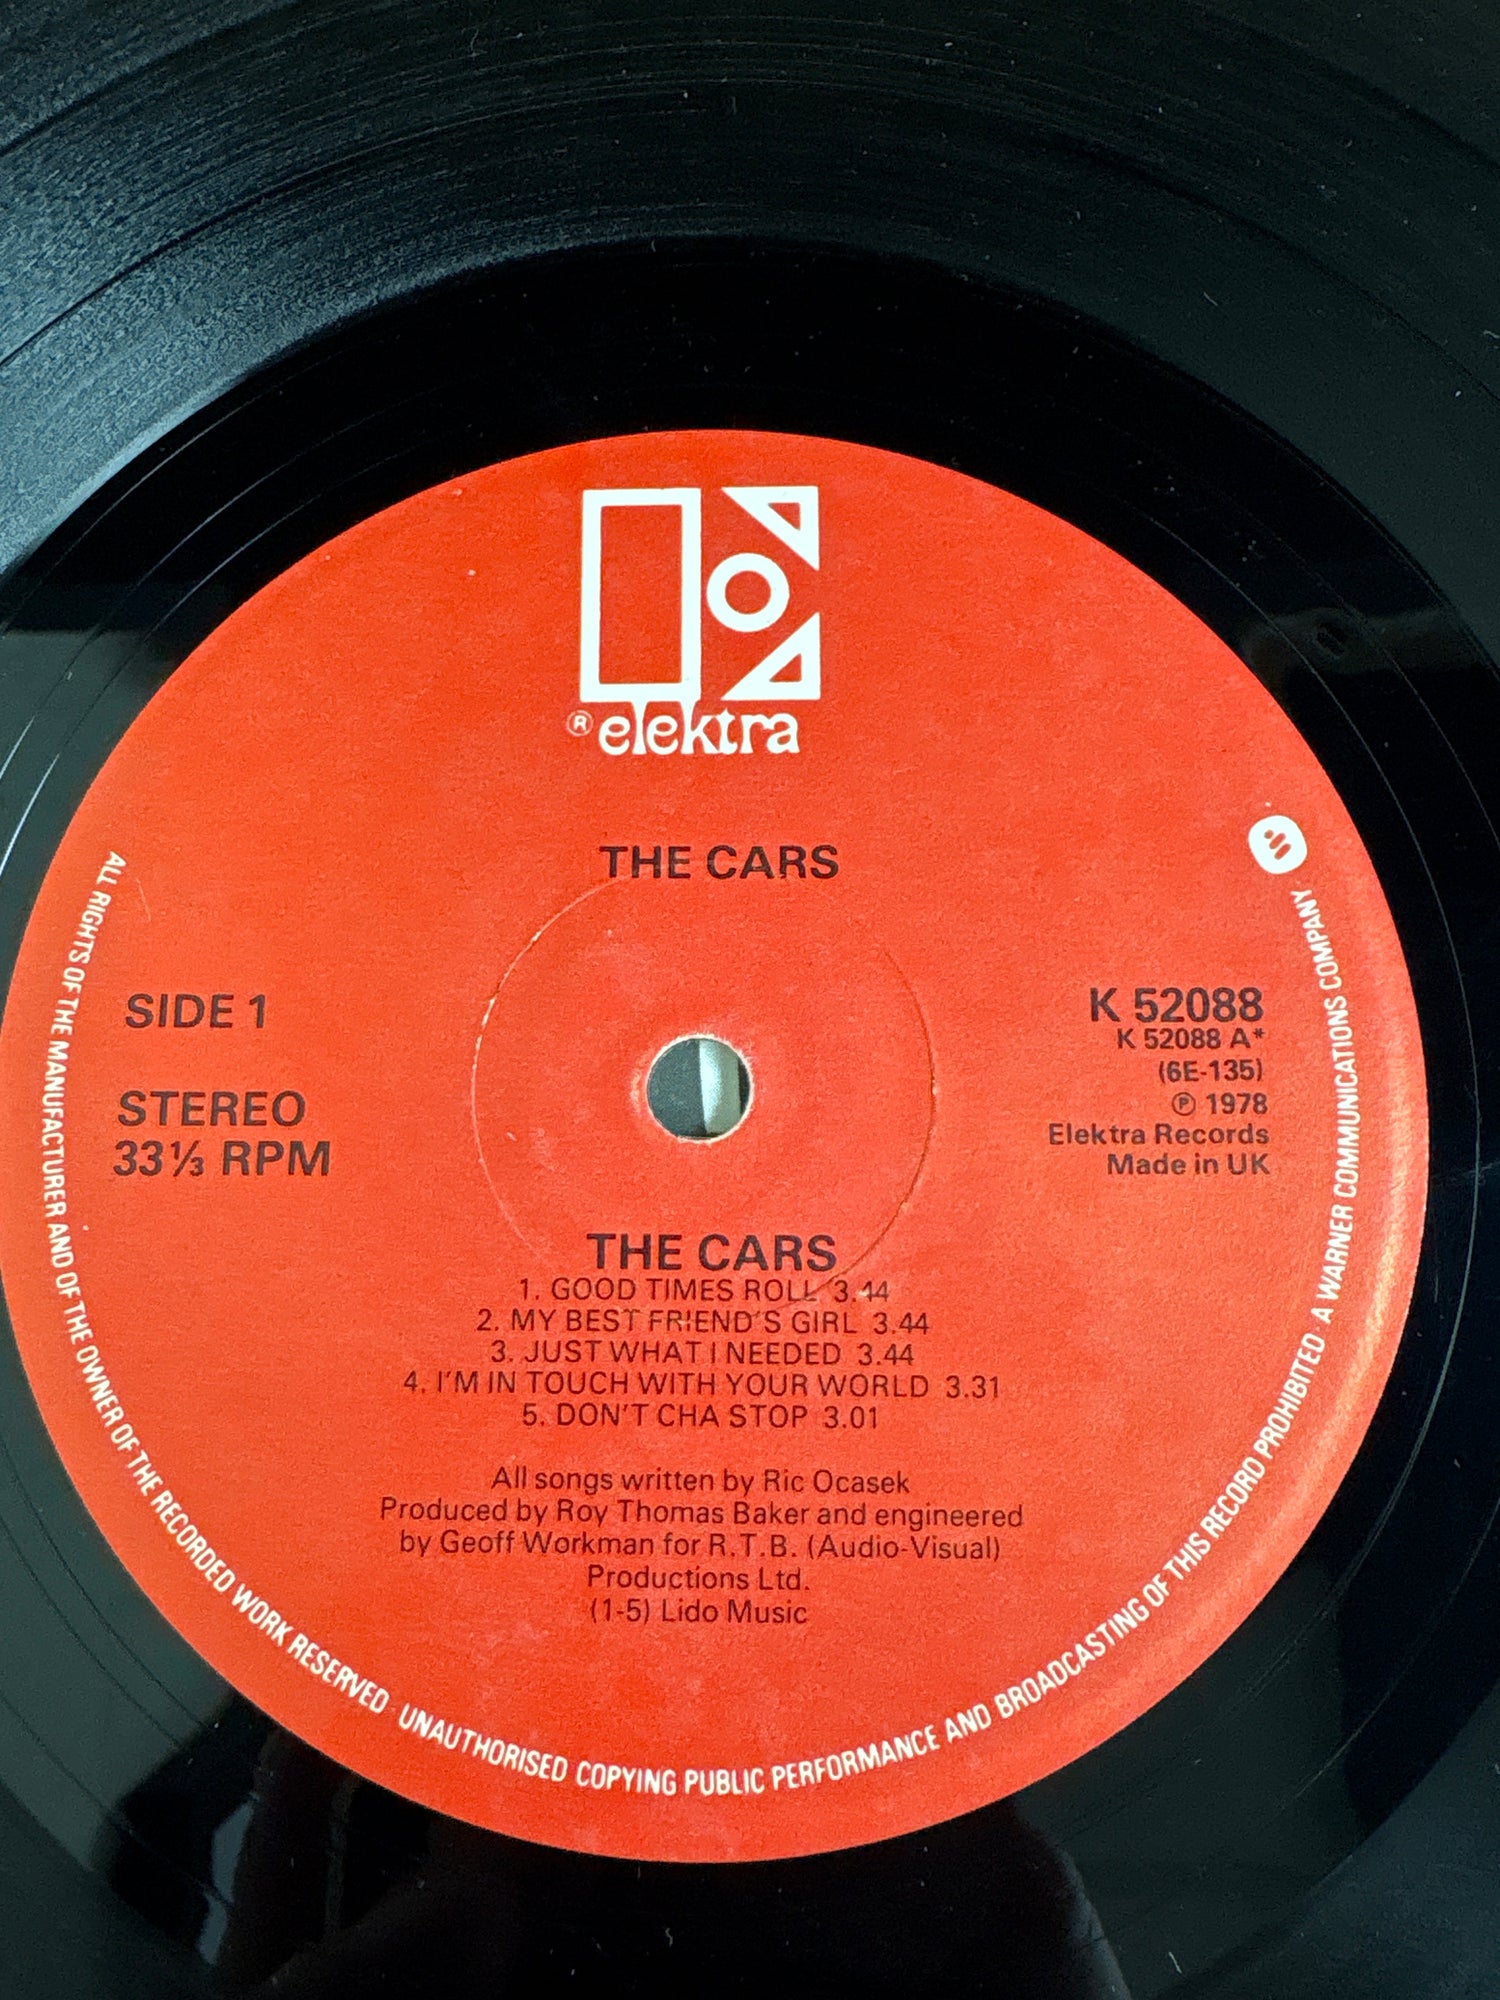 ® elektra
THE CARS
SIDE 1
STEREO
33⅓ RPM
K 52088
K 52088 A*
(6E-135)
℗ 1978
Elektra Records
Made in UK
THE CARS
1. GOOD TIMES ROLL 3.44
2. MY BEST FRIEND'S GIRL 3.44
3. JUST WHAT I NEEDED 3.44
4. I'M IN TOUCH WITH YOUR WORLD 3.31
5. DON'T CHA STOP 3.01
All songs written by Ric Ocasek
Produced by Roy Thomas Baker and engineered
by Geoff Workman for R.T.B. (Audio-Visual)
Productions Ltd.
(1-5) Lido Music
ALL RIGHTS OF THE MANUFACTURER AND OF THE OWNER OF THE RECORDED WORK RESERVED · UNAUTHORISED COPYING PUBLIC PERFORMANCE AND BROADCASTING OF THIS RECORD PROHIBITED · A WARNER COMMUNICATIONS COMPANY